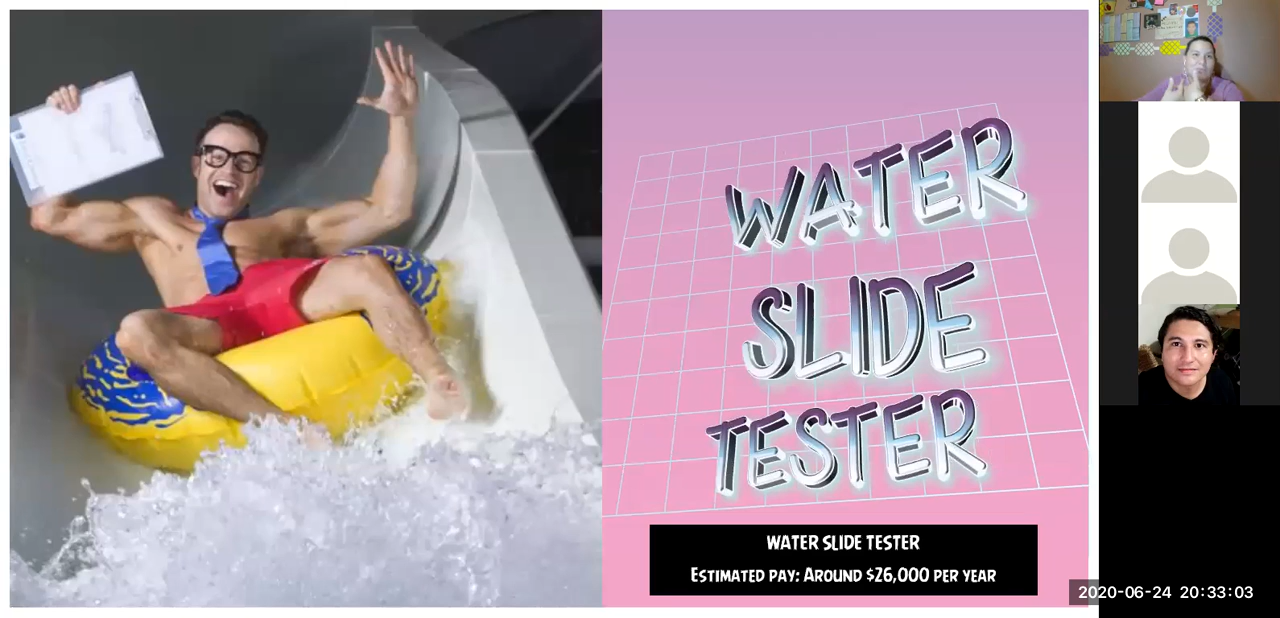 WATER
SLIDE
TESTER
WATER SLIDE TESTER
ESTIMATED PAY: AROUND $26,000 PER YEAR
2020-06-24 20:33:03